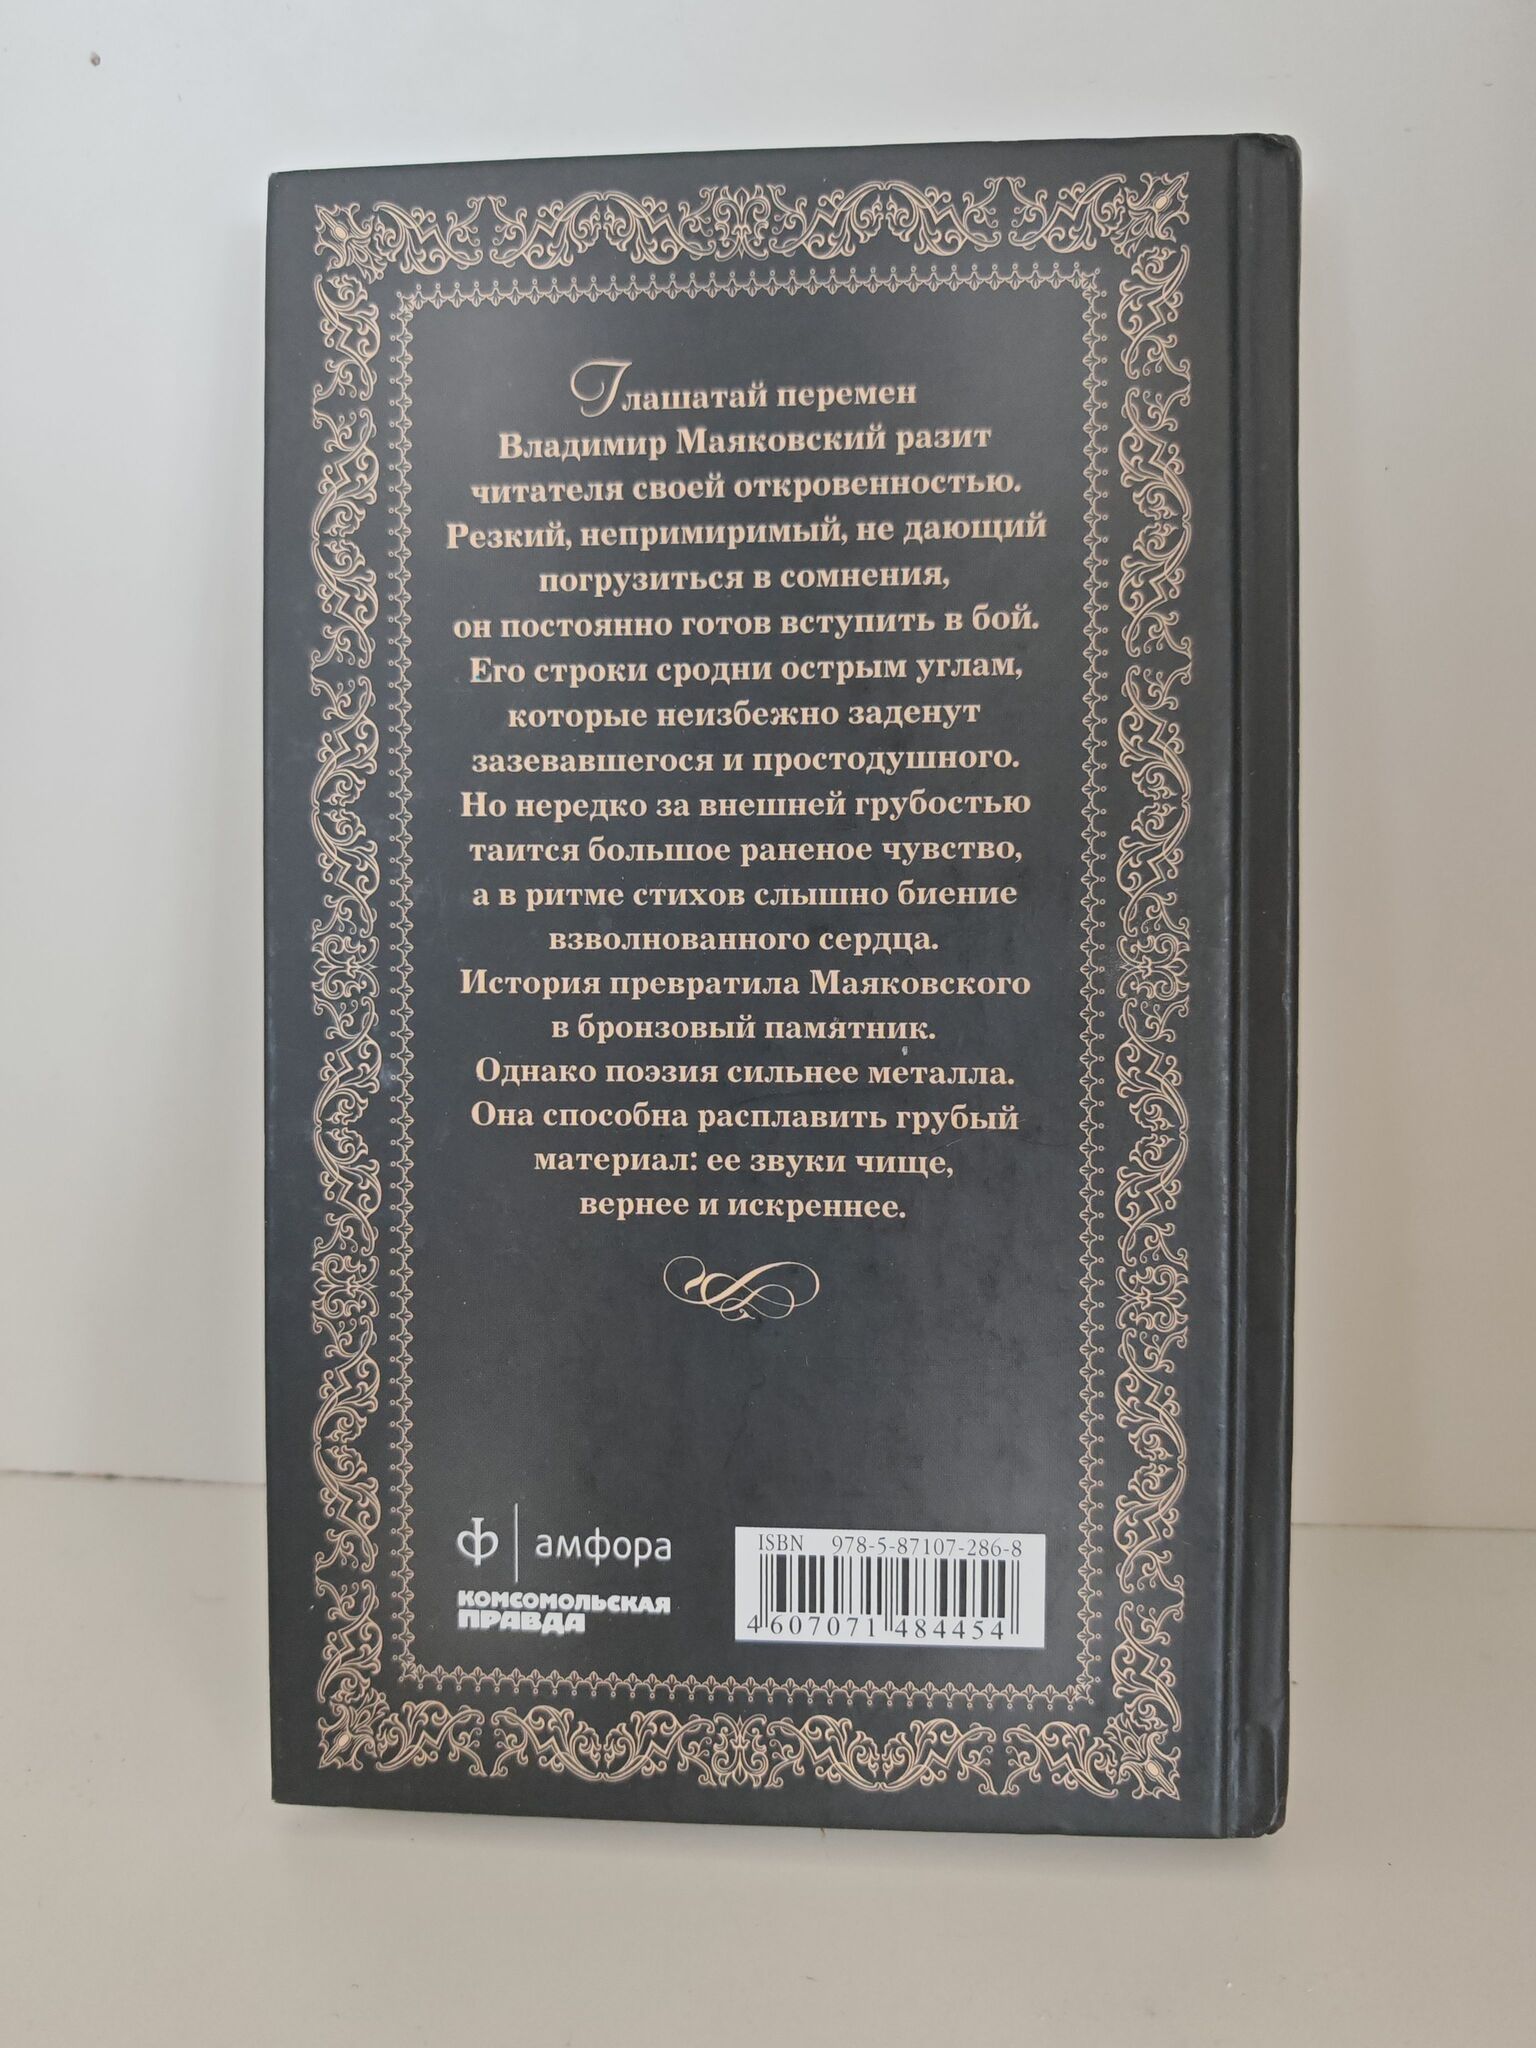 Глашатай перемен
Владимир Маяковский разит
читателя своей откровенностью.
Резкий, непримиримый, не дающий
погрузиться в сомнения,
он постоянно готов вступить в бой.
Его строки сродни острым углам,
которые неизбежно заденут
зазевавшегося и простодушного.
Но нередко за внешней грубостью
таится большое раненое чувство,
а в ритме стихов слышно биение
взволнованного сердца.
История превратила Маяковского
в бронзовый памятник.
Однако поэзия сильнее металла.
Она способна расплавить грубый
материал: ее звуки чище,
вернее и искреннее.
ф амфора
КОМСОМОЛЬСКАЯ
ПРАВДА
ISBN 978-5-87107-286-8
4 607071 484454